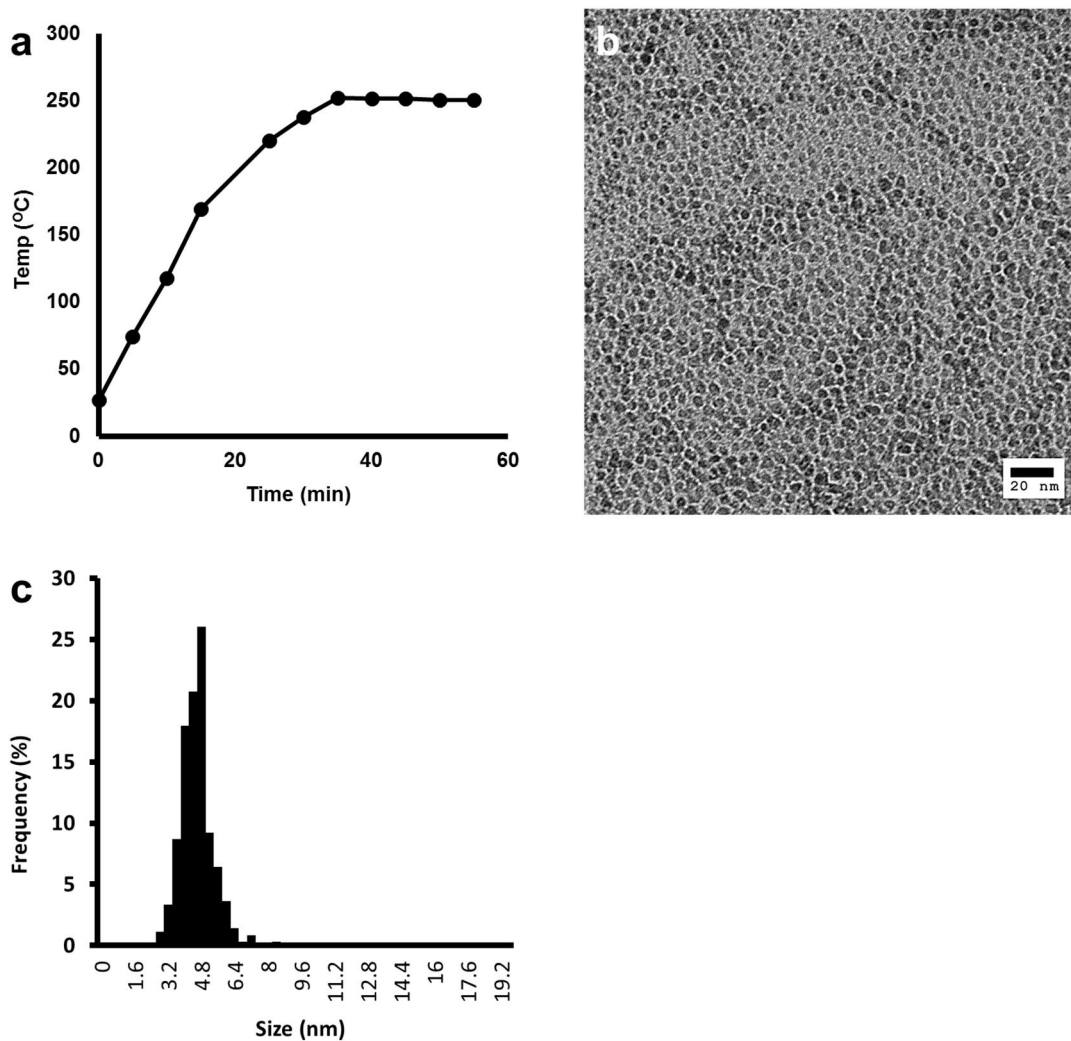 a
300
250
200
150
100
50
0
Temp (⁰C)
0 20 40 60
Time (min)
b
20 nm
c
30
25
20
15
10
5
0
Frequency (%)
0 1.6 3.2 4.8 6.4 8 9.6 11.2 12.8 14.4 16 17.6 19.2
Size (nm)